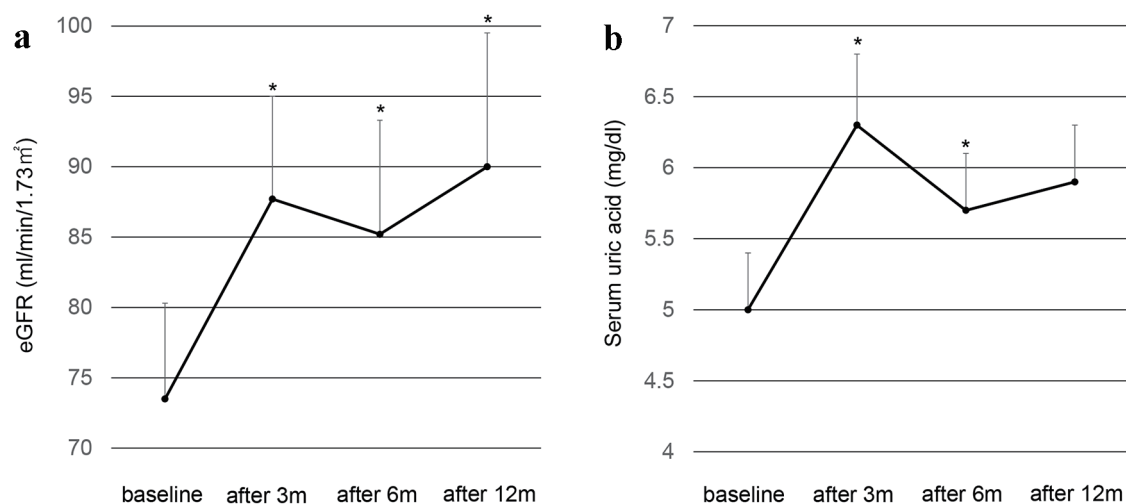 a
eGFR (ml/min/1.73㎡)
100
95
90
85
80
75
70
*
*
*
baseline
after 3m
after 6m
after 12m
b
Serum uric acid (mg/dl)
7
6.5
6
5.5
5
4.5
4
*
*
baseline
after 3m
after 6m
after 12m